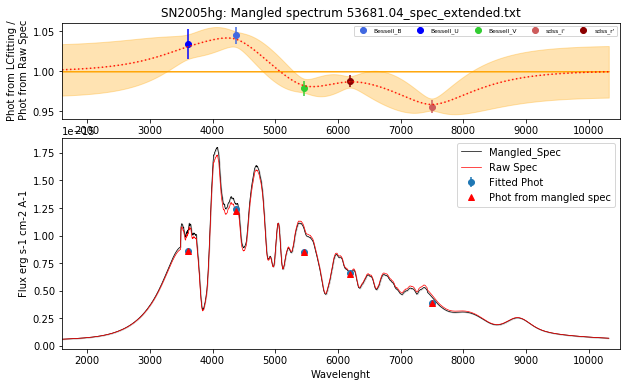 SN2005hg: Mangled spectrum 53681.04_spec_extended.txt
Phot from LCfitting /
Phot from Raw Spec
1.05
1.00
0.95
Bessell_B
Bessell_U
Bessell_V
sdss_i'
sdss_r'
2000 3000 4000 5000 6000 7000 8000 9000 10000
1e−15
Flux erg s-1 cm-2 A-1
1.75
1.50
1.25
1.00
0.75
0.50
0.25
0.00
Mangled_Spec
Raw Spec
Fitted Phot
Phot from mangled spec
2000 3000 4000 5000 6000 7000 8000 9000 10000
Wavelenght